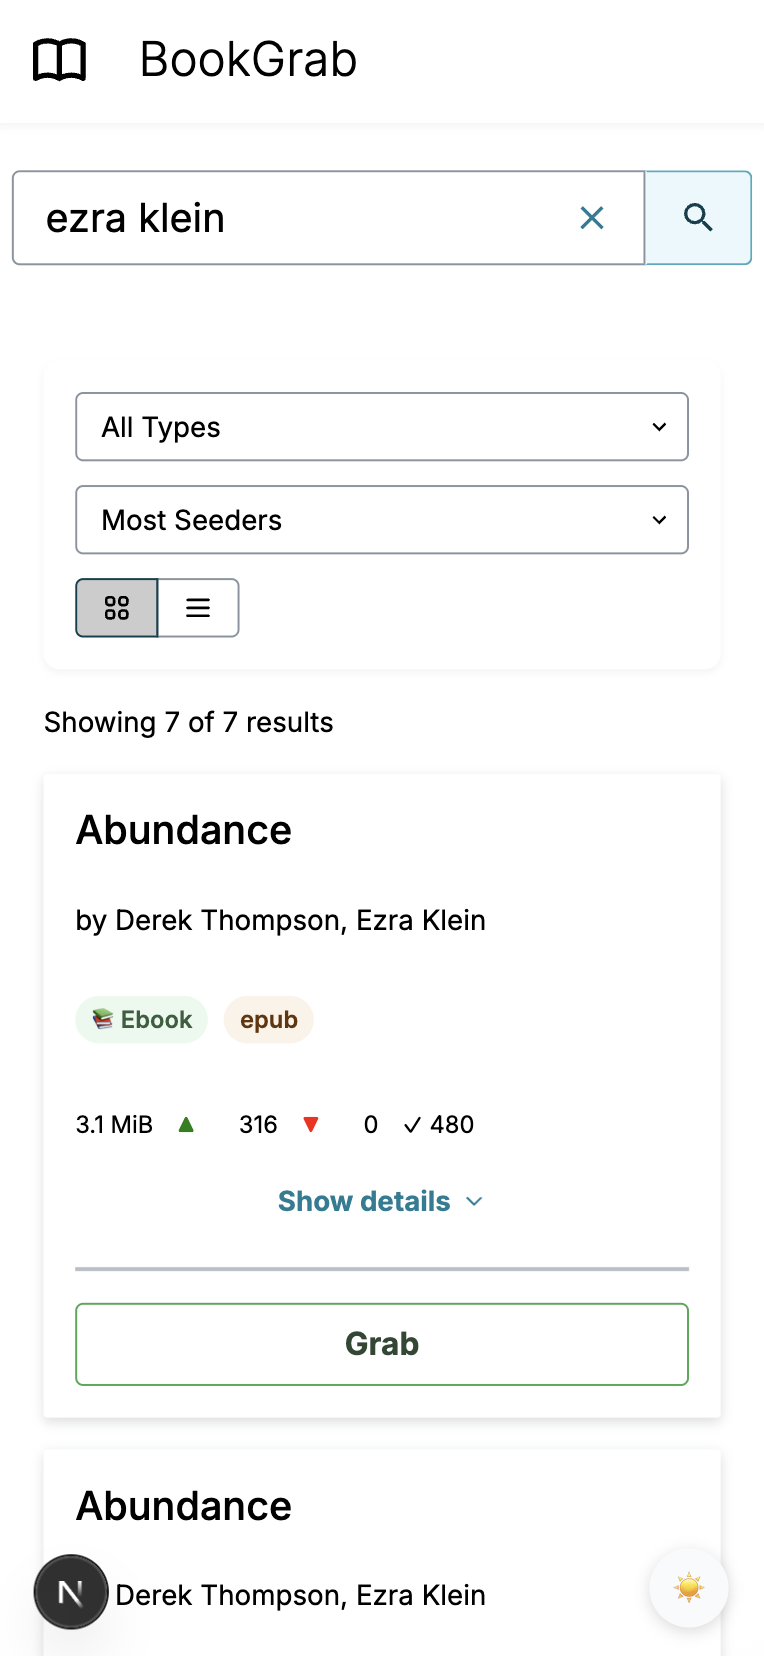 BookGrab
ezra klein
All Types
Most Seeders
Showing 7 of 7 results
Abundance
by Derek Thompson, Ezra Klein
Ebook epub
3.1 MiB ▲ 316 ▼ 0 ✓ 480
Show details
Grab
Abundance
N Derek Thompson, Ezra Klein